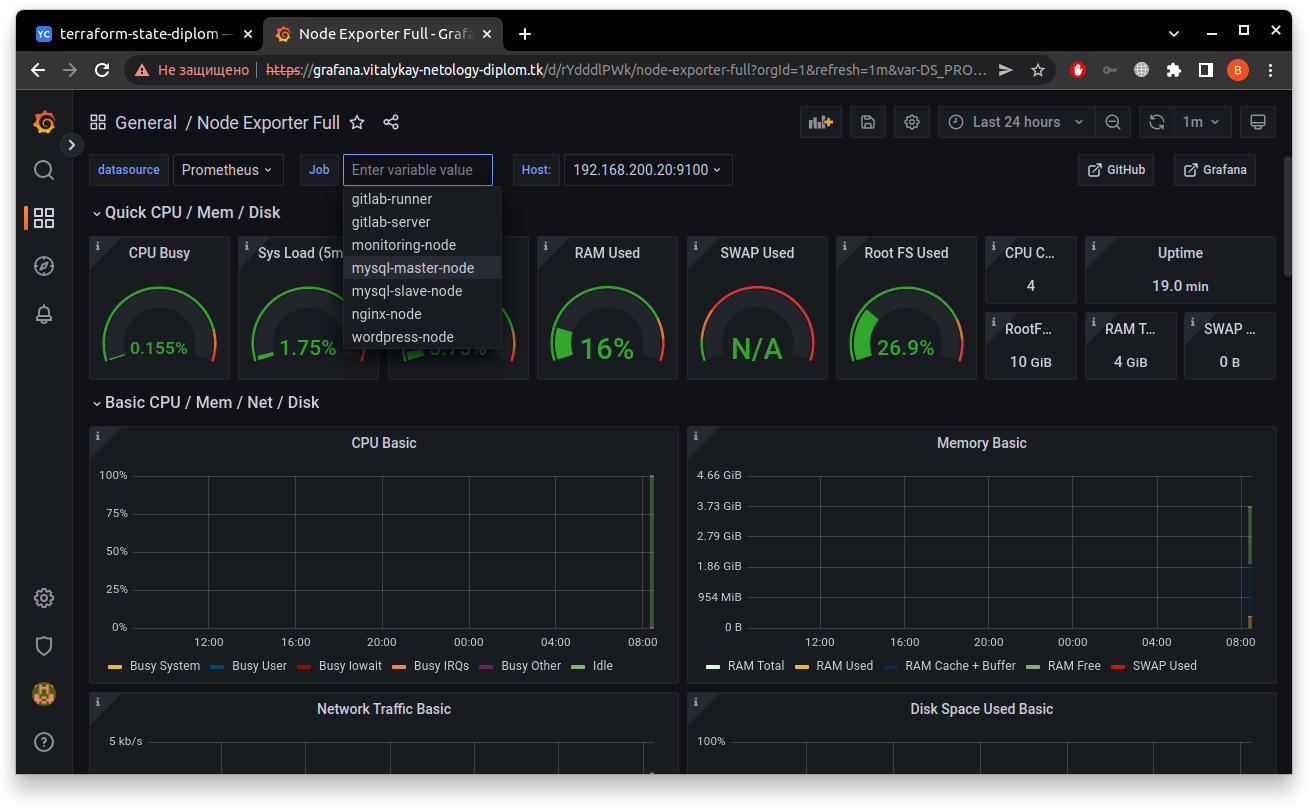 YC terraform-state-diplom —
Node Exporter Full - Grafa
Не защищено https://grafana.vitalykay-netology-diplom.tk/d/rYdddlPWk/node-exporter-full?orgId=1&refresh=1m&var-DS_PRO… B
General / Node Exporter Full
Last 24 hours
1m
datasource Prometheus Job Enter variable value Host: 192.168.200.20:9100 GitHub Grafana
gitlab-runner
gitlab-server
monitoring-node
mysql-master-node
mysql-slave-node
nginx-node
wordpress-node
Quick CPU / Mem / Disk
CPU Busy
0.155%
Sys Load (5m
1.75%
RAM Used
16%
SWAP Used
N/A
Root FS Used
26.9%
CPU C...
4
Uptime
19.0 min
RootF...
10 GiB
RAM T...
4 GiB
SWAP ...
0 B
Basic CPU / Mem / Net / Disk
CPU Basic
100%
75%
50%
25%
0%
12:00 16:00 20:00 00:00 04:00 08:00
Busy System Busy User Busy Iowait Busy IRQs Busy Other Idle
Memory Basic
4.66 GiB
3.73 GiB
2.79 GiB
1.86 GiB
954 MiB
0 B
12:00 16:00 20:00 00:00 04:00 08:00
RAM Total RAM Used RAM Cache + Buffer RAM Free SWAP Used
Network Traffic Basic
5 kb/s
Disk Space Used Basic
100%